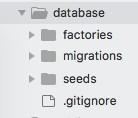 database
factories
migrations
seeds
.gitignore